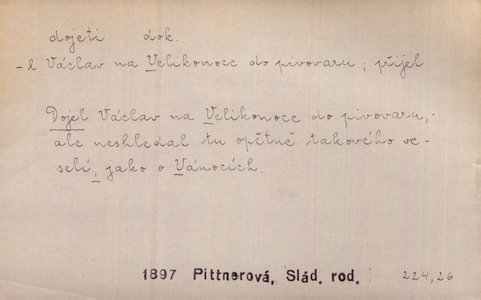 dojeti dok.
-l Václav na Velikonoce do pivovaru; přijel
Dojel Václav na Velikonoce do pivovaru,
ale neshledal tu opětně takového ve-
selí, jako o Vánocích.
1897 Pittnerová, Slád. rod. 224,26